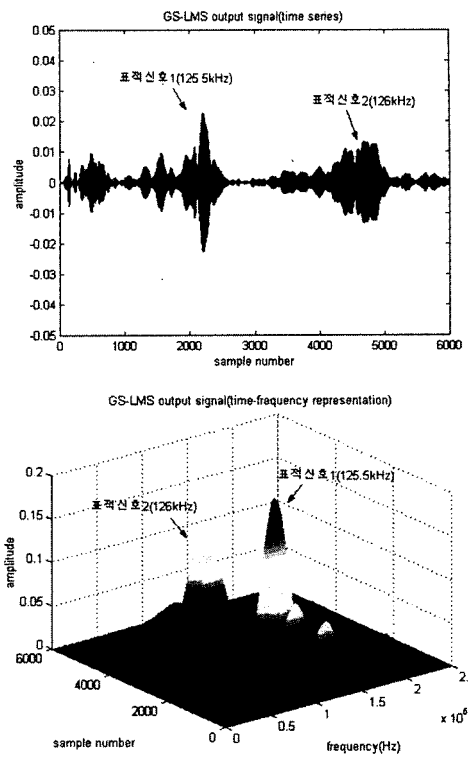 GS-LMS output signal(time series)
0.05
0.04
0.03
0.02
0.01
0
-0.01
-0.02
-0.03
-0.04
-0.05
amplitude
표적신호1(125.5kHz)
표적신호2(126kHz)
0
1000
2000
3000
4000
5000
6000
sample number
GS-LMS output signal(time-frequency representation)
0.2
0.15
0.1
0.05
0
amplitude
표적신호2(126kHz)
표적신호1(125.5kHz)
6000
4000
2000
0
sample number
0
0.5
1
1.5
2
2.
x 10
frequency(Hz)